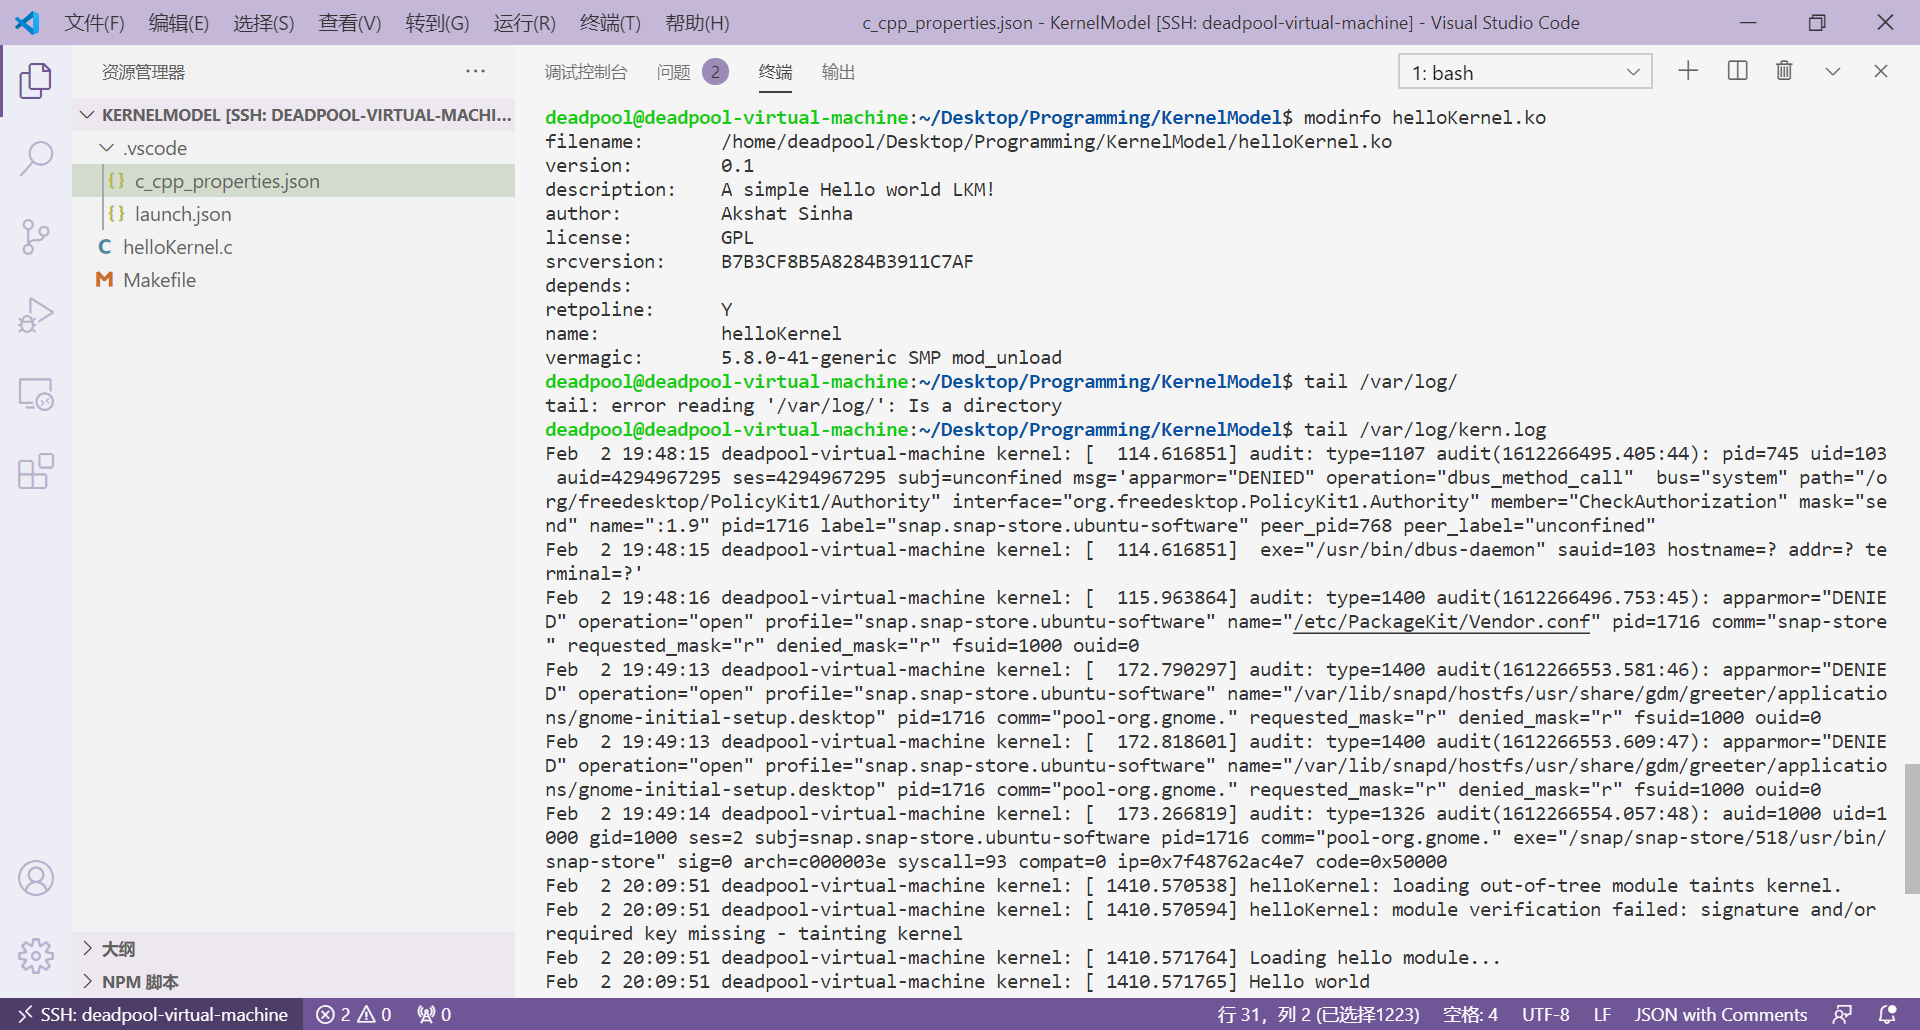 文件(F) 编辑(E) 选择(S) 查看(V) 转到(G) 运行(R) 终端(T) 帮助(H) c_cpp_properties.json - KernelModel [SSH: deadpool-virtual-machine] - Visual Studio Code
资源管理器
KERNELMODEL [SSH: DEADPOOL-VIRTUAL-MACHI...
.vscode
{} c_cpp_properties.json
{} launch.json
C helloKernel.c
M Makefile
大纲
NPM 脚本
调试控制台 问题 2 终端 输出 1: bash
deadpool@deadpool-virtual-machine:~/Desktop/Programming/KernelModel$ modinfo helloKernel.ko
filename: /home/deadpool/Desktop/Programming/KernelModel/helloKernel.ko
version: 0.1
description: A simple Hello world LKM!
author: Akshat Sinha
license: GPL
srcversion: B7B3CF8B5A8284B3911C7AF
depends:
retpoline: Y
name: helloKernel
vermagic: 5.8.0-41-generic SMP mod_unload
deadpool@deadpool-virtual-machine:~/Desktop/Programming/KernelModel$ tail /var/log/
tail: error reading '/var/log/': Is a directory
deadpool@deadpool-virtual-machine:~/Desktop/Programming/KernelModel$ tail /var/log/kern.log
Feb  2 19:48:15 deadpool-virtual-machine kernel: [  114.616851] audit: type=1107 audit(1612266495.405:44): pid=745 uid=103
 auid=4294967295 ses=4294967295 subj=unconfined msg='apparmor="DENIED" operation="dbus_method_call"  bus="system" path="/o
rg/freedesktop/PolicyKit1/Authority" interface="org.freedesktop.PolicyKit1.Authority" member="CheckAuthorization" mask="se
nd" name=":1.9" pid=1716 label="snap.snap-store.ubuntu-software" peer_pid=768 peer_label="unconfined"
Feb  2 19:48:15 deadpool-virtual-machine kernel: [  114.616851]  exe="/usr/bin/dbus-daemon" sauid=103 hostname=? addr=? te
rminal=?'
Feb  2 19:48:16 deadpool-virtual-machine kernel: [  115.963864] audit: type=1400 audit(1612266496.753:45): apparmor="DENIE
D" operation="open" profile="snap.snap-store.ubuntu-software" name="/etc/PackageKit/Vendor.conf" pid=1716 comm="snap-store
" requested_mask="r" denied_mask="r" fsuid=1000 ouid=0
Feb  2 19:49:13 deadpool-virtual-machine kernel: [  172.790297] audit: type=1400 audit(1612266553.581:46): apparmor="DENIE
D" operation="open" profile="snap.snap-store.ubuntu-software" name="/var/lib/snapd/hostfs/usr/share/gdm/greeter/applicatio
ns/gnome-initial-setup.desktop" pid=1716 comm="pool-org.gnome." requested_mask="r" denied_mask="r" fsuid=1000 ouid=0
Feb  2 19:49:13 deadpool-virtual-machine kernel: [  172.818601] audit: type=1400 audit(1612266553.609:47): apparmor="DENIE
D" operation="open" profile="snap.snap-store.ubuntu-software" name="/var/lib/snapd/hostfs/usr/share/gdm/greeter/applicatio
ns/gnome-initial-setup.desktop" pid=1716 comm="pool-org.gnome." requested_mask="r" denied_mask="r" fsuid=1000 ouid=0
Feb  2 19:49:14 deadpool-virtual-machine kernel: [  173.266819] audit: type=1326 audit(1612266554.057:48): auid=1000 uid=1
000 gid=1000 ses=2 subj=snap.snap-store.ubuntu-software pid=1716 comm="pool-org.gnome." exe="/snap/snap-store/518/usr/bin/
snap-store" sig=0 arch=c000003e syscall=93 compat=0 ip=0x7f48762ac4e7 code=0x50000
Feb  2 20:09:51 deadpool-virtual-machine kernel: [ 1410.570538] helloKernel: loading out-of-tree module taints kernel.
Feb  2 20:09:51 deadpool-virtual-machine kernel: [ 1410.570594] helloKernel: module verification failed: signature and/or
required key missing - tainting kernel
Feb  2 20:09:51 deadpool-virtual-machine kernel: [ 1410.571764] Loading hello module...
Feb  2 20:09:51 deadpool-virtual-machine kernel: [ 1410.571765] Hello world
SSH: deadpool-virtual-machine 2 0 0 行 31，列 2 (已选择1223) 空格: 4 UTF-8 LF JSON with Comments